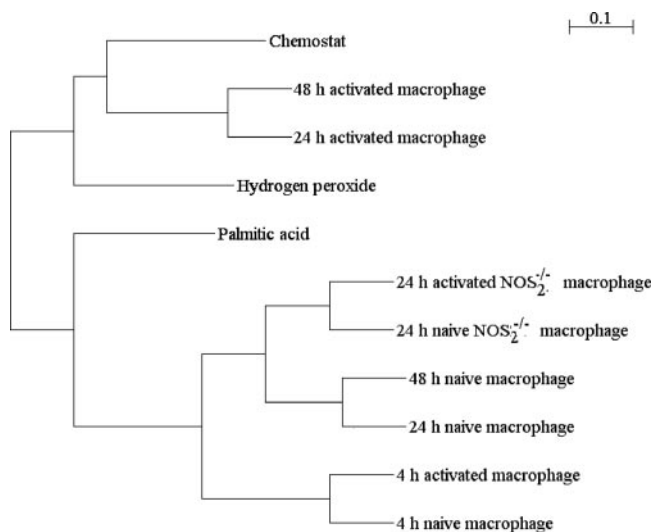 0.1
Chemostat
48 h activated macrophage
24 h activated macrophage
Hydrogen peroxide
Palmitic acid
24 h activated NOS2-/- macrophage
24 h naive NOS2-/- macrophage
48 h naive macrophage
24 h naive macrophage
4 h activated macrophage
4 h naive macrophage